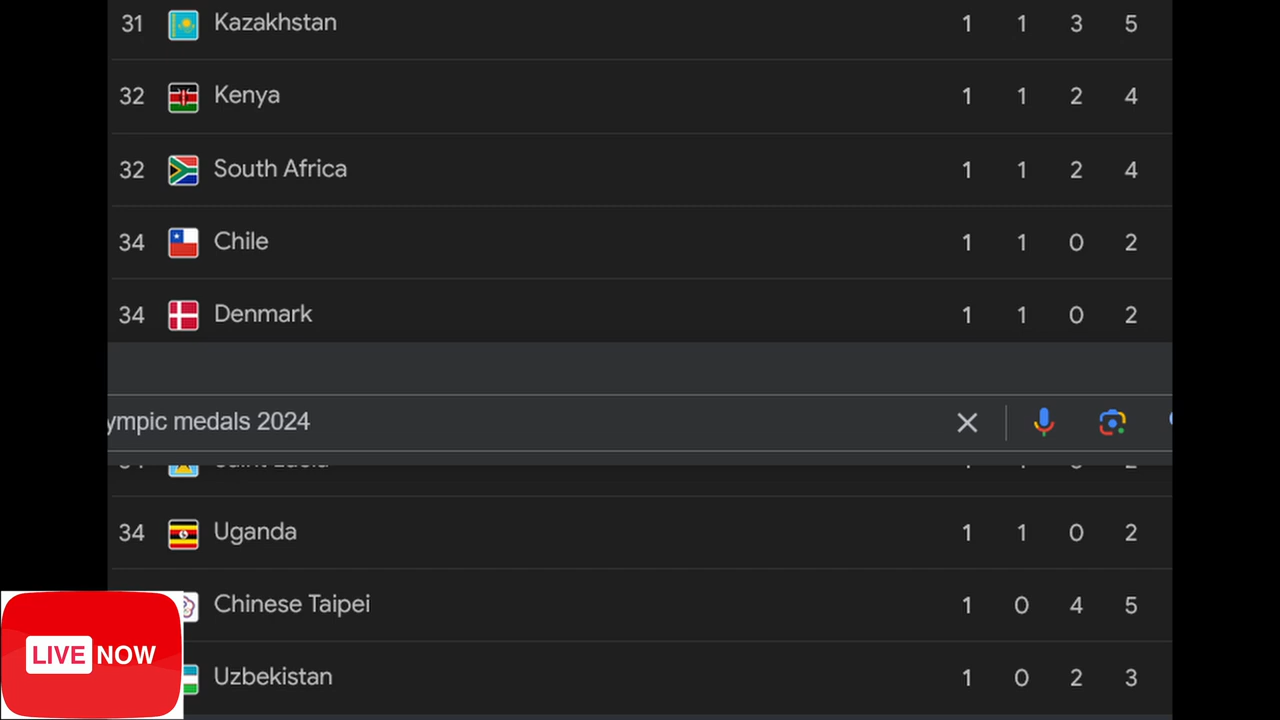 31 Kazakhstan 1 1 3 5
32 Kenya 1 1 2 4
32 South Africa 1 1 2 4
34 Chile 1 1 0 2
34 Denmark 1 1 0 2
ympic medals 2024
34 Uganda 1 1 0 2
Chinese Taipei 1 0 4 5
Uzbekistan 1 0 2 3
LIVE NOW